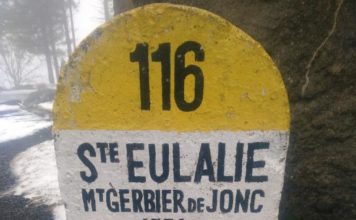 116
STE EULALIE
MT GERBIER DE JONC